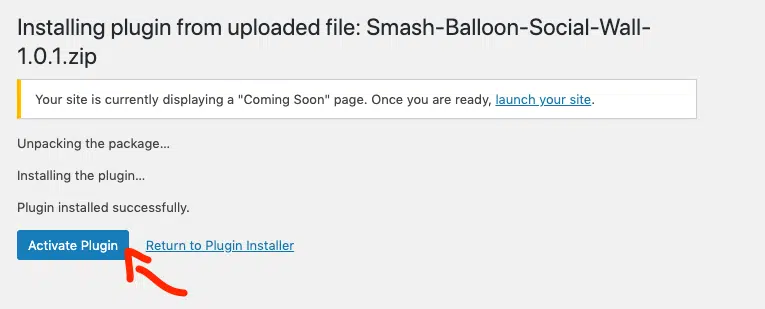 Installing plugin from uploaded file: Smash-Balloon-Social-Wall-
1.0.1.zip
Your site is currently displaying a "Coming Soon" page. Once you are ready, launch your site.
Unpacking the package…
Installing the plugin…
Plugin installed successfully.
Activate Plugin Return to Plugin Installer